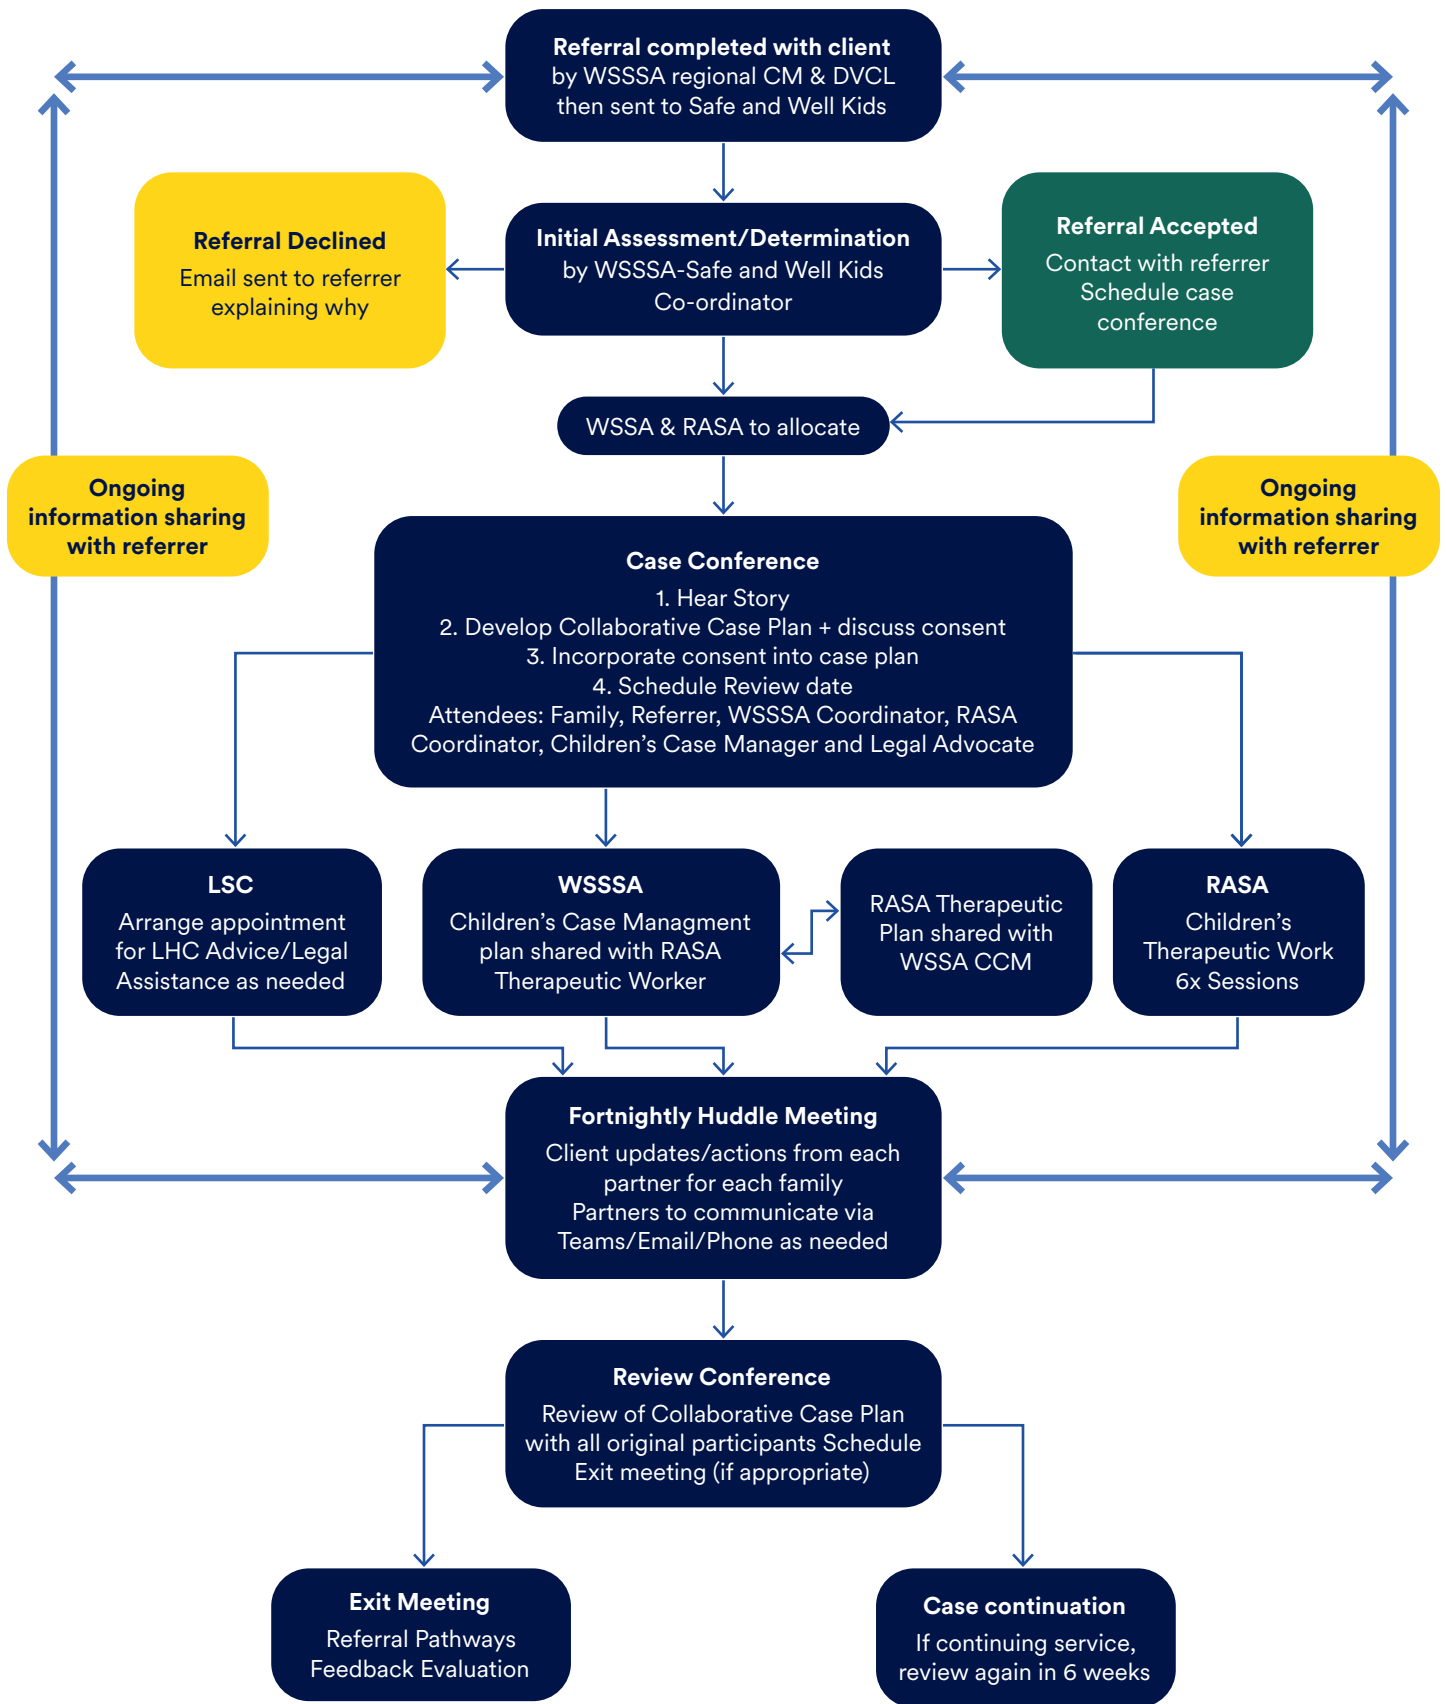 Referral completed with client
by WSSSA regional CM & DVCL
then sent to Safe and Well Kids
Referral Declined
Email sent to referrer
explaining why
Initial Assessment/Determination
by WSSSA-Safe and Well Kids
Co-ordinator
Referral Accepted
Contact with referrer
Schedule case
conference
WSSA & RASA to allocate
Ongoing
information sharing
with referrer
Ongoing
information sharing
with referrer
Case Conference
1. Hear Story
2. Develop Collaborative Case Plan + discuss consent
3. Incorporate consent into case plan
4. Schedule Review date
Attendees: Family, Referrer, WSSSA Coordinator, RASA
Coordinator, Children’s Case Manager and Legal Advocate
LSC
Arrange appointment
for LHC Advice/Legal
Assistance as needed
WSSSA
Children’s Case Managment
plan shared with RASA
Therapeutic Worker
RASA Therapeutic
Plan shared with
WSSA CCM
RASA
Children’s
Therapeutic Work
6x Sessions
Fortnightly Huddle Meeting
Client updates/actions from each
partner for each family
Partners to communicate via
Teams/Email/Phone as needed
Review Conference
Review of Collaborative Case Plan
with all original participants Schedule
Exit meeting (if appropriate)
Exit Meeting
Referral Pathways
Feedback Evaluation
Case continuation
If continuing service,
review again in 6 weeks